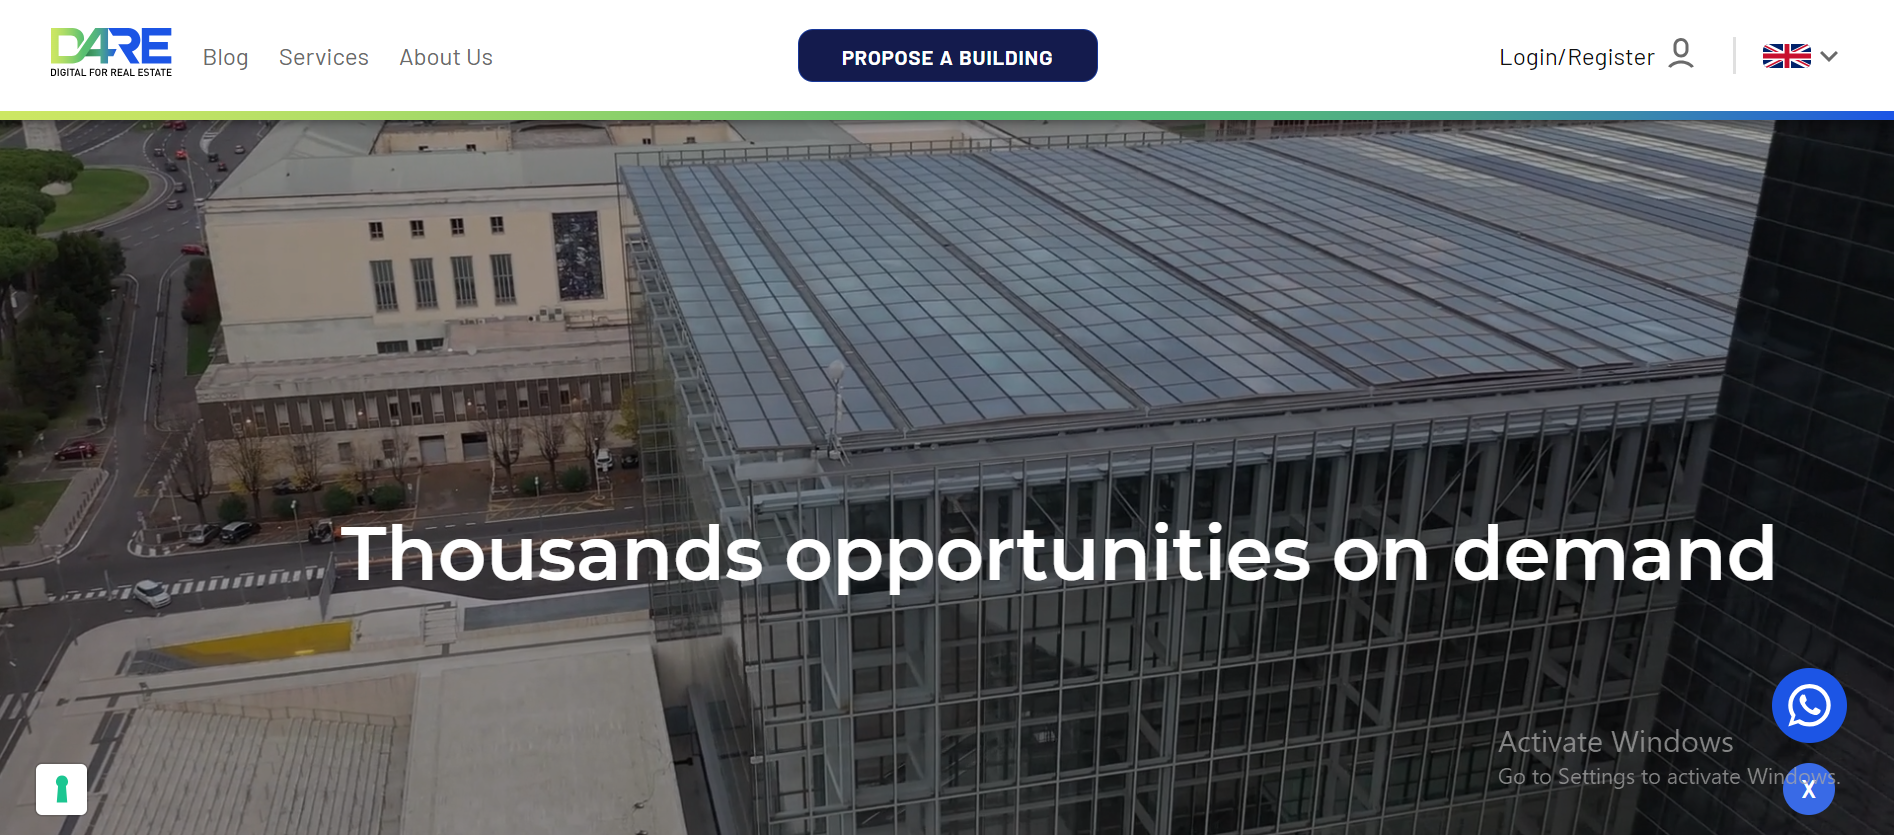 D4RE
DIGITAL FOR REAL ESTATE
Blog
Services
About Us
PROPOSE A BUILDING
Login/Register
Thousands opportunities on demand
Activate Windows
Go to Settings to activate Windows.
X